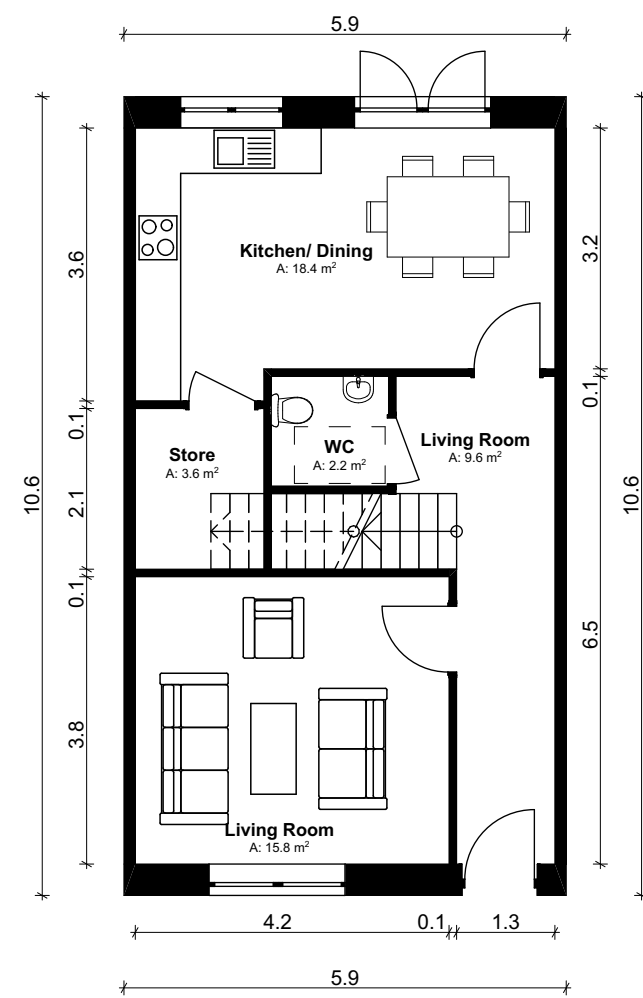 5.9
Kitchen/ Dining
A: 18.4 m²
3.6
3.2
0.1
0.1
Store
A: 3.6 m²
WC
A: 2.2 m²
Living Room
A: 9.6 m²
10.6
10.6
2.1
0.1
6.5
3.8
Living Room
A: 15.8 m²
4.2
0.1
1.3
5.9